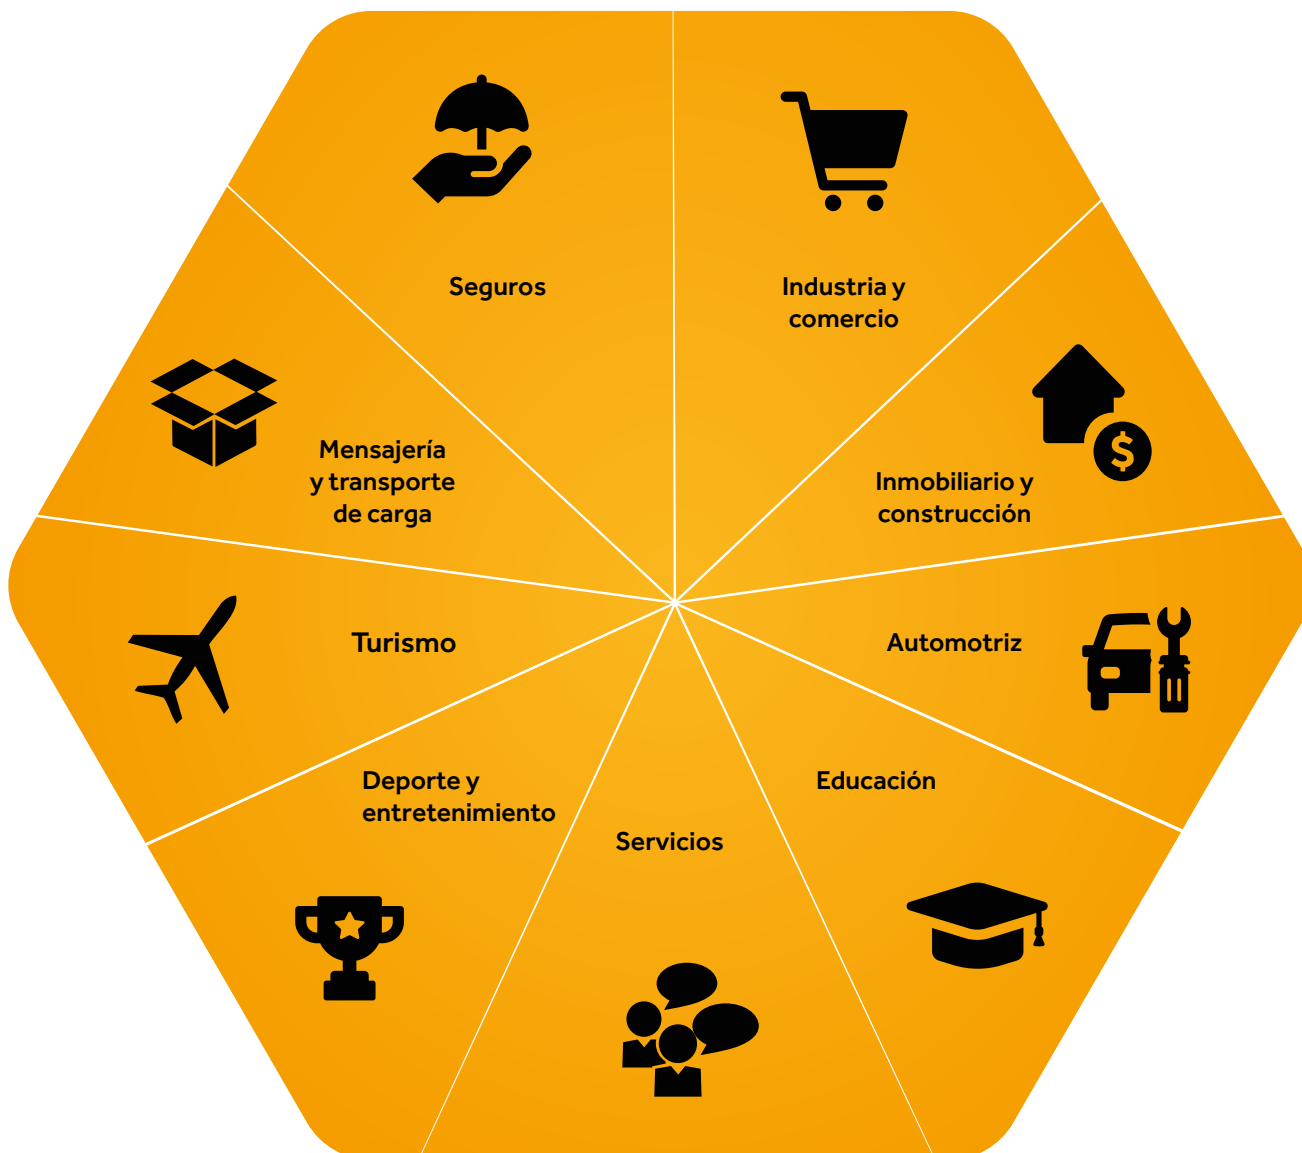 Seguros
Industria y
comercio
Mensajería
y transporte
de carga
Inmobiliario y
construcción
$
Turismo
Automotriz
Deporte y
entretenimiento
Educación
Servicios